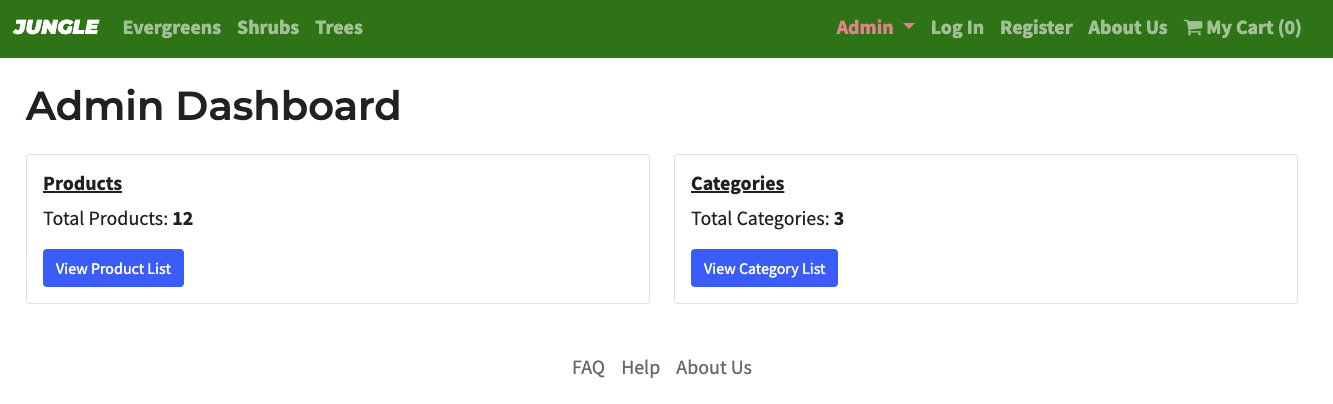 JUNGLE Evergreens Shrubs Trees Admin Log In Register About Us My Cart (0)
Admin Dashboard
Products
Total Products: 12
View Product List
Categories
Total Categories: 3
View Category List
FAQ Help About Us